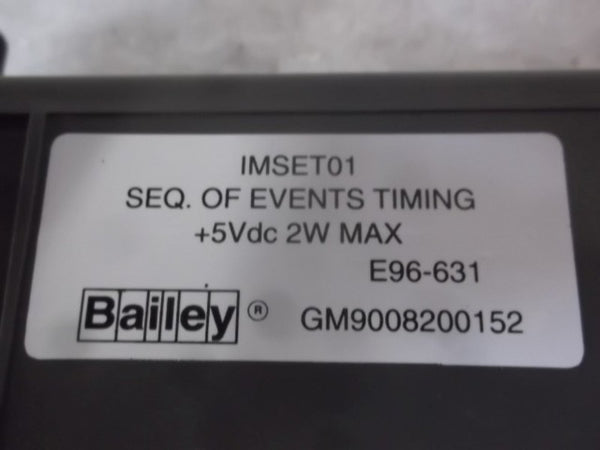 IMSET01
SEQ. OF EVENTS TIMING
+5Vdc 2W MAX
E96-631
Bailey ® GM9008200152